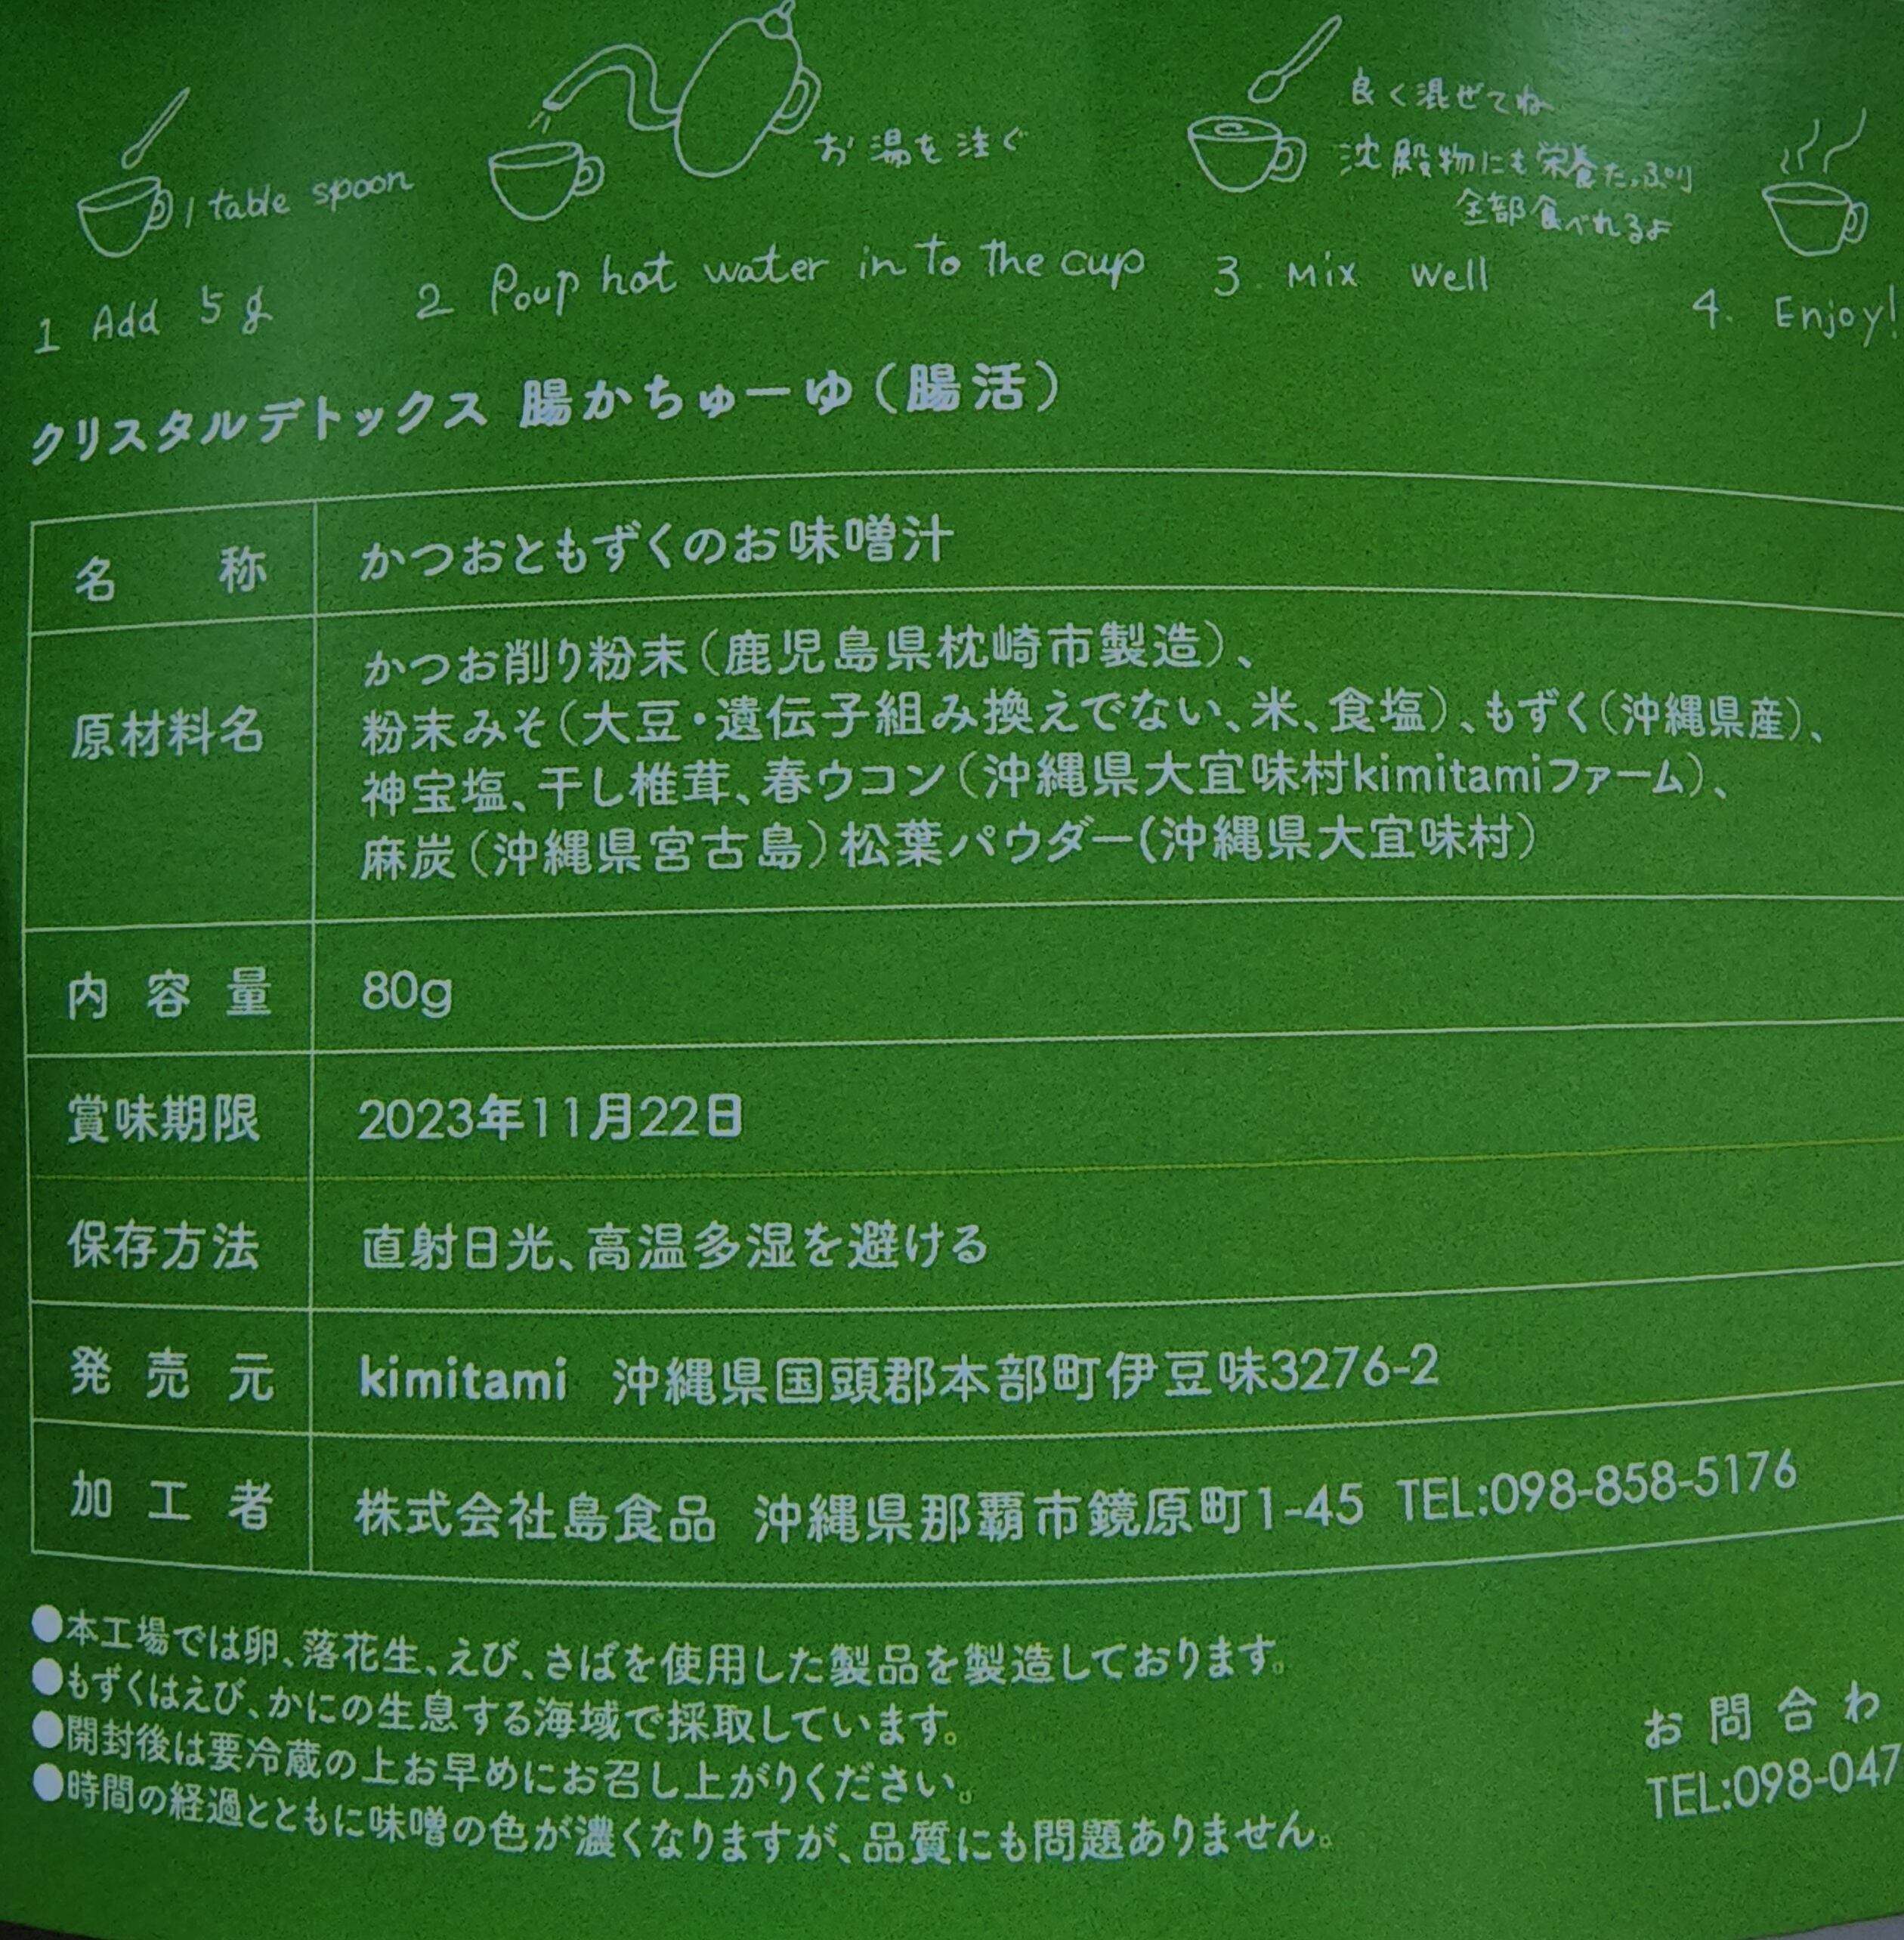 1 table spoon
お湯を注ぐ
良く混ぜてね
沈殿物にも栄養たっぷり
全部食べれるよ
1 Add 5g
2 Poup hot water in to the cup
3. Mix well
4. Enjoy!
クリスタルデトックス 腸かちゅーゆ（腸活）
名称 かつおともずくのお味噌汁
原材料名 かつお削り粉末（鹿児島県枕崎市製造）、
粉末みそ（大豆・遺伝子組み換えでない、米、食塩）、もずく（沖縄県産）、
神宝塩、干し椎茸、春ウコン（沖縄県大宜味村kimitamiファーム）、
麻炭（沖縄県宮古島）松葉パウダー(沖縄県大宜味村）
内容量 80g
賞味期限 2023年11月22日
保存方法 直射日光、高温多湿を避ける
発売元 kimitami 沖縄県国頭郡本部町伊豆味3276-2
加工者 株式会社島食品 沖縄県那覇市鏡原町1-45 TEL:098-858-5176
●本工場では卵、落花生、えび、さばを使用した製品を製造しております。
●もずくはえび、かにの生息する海域で採取しています。
●開封後は要冷蔵の上お早めにお召し上がりください。
●時間の経過とともに味噌の色が濃くなりますが、品質にも問題ありません。
お問合わ
TEL:098-047